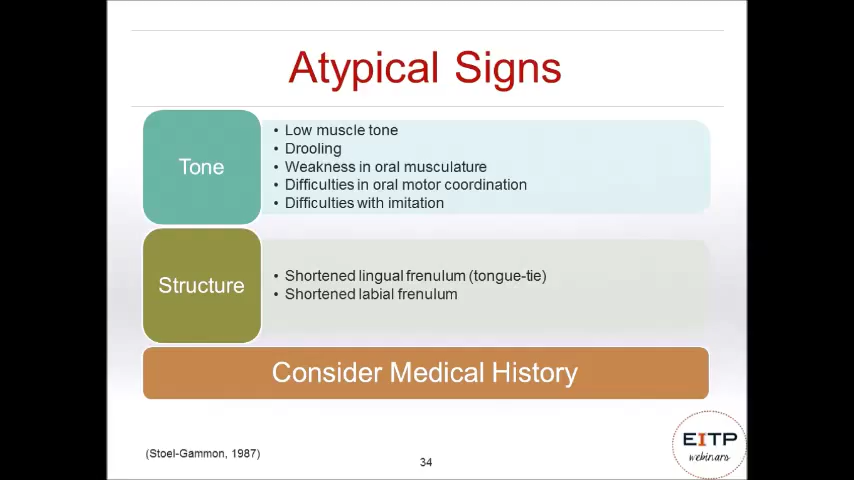 Atypical Signs
Tone
• Low muscle tone
• Drooling
• Weakness in oral musculature
• Difficulties in oral motor coordination
• Difficulties with imitation
Structure
• Shortened lingual frenulum (tongue-tie)
• Shortened labial frenulum
Consider Medical History
(Stoel-Gammon, 1987)
34
EITP
webinars